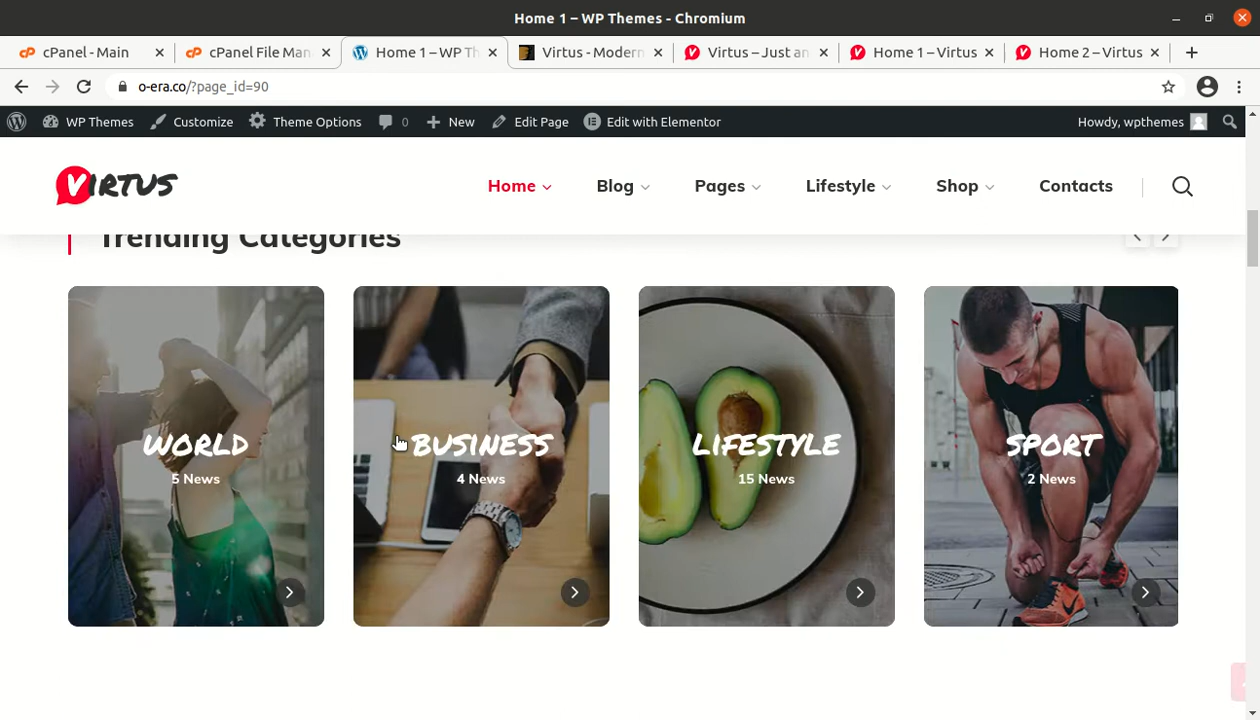 Home 1 – WP Themes - Chromium
cPanel - Main
cPanel File Man
Home 1 – WP Th
Virtus - Modern
Virtus – Just an
Home 1 – Virtus
Home 2 – Virtus
o-era.co/?page_id=90
WP Themes
Customize
Theme Options
0
New
Edit Page
Edit with Elementor
Howdy, wpthemes
VIRTUS
Home
Blog
Pages
Lifestyle
Shop
Contacts
Trending Categories
WORLD
5 News
BUSINESS
4 News
LIFESTYLE
15 News
SPORT
2 News